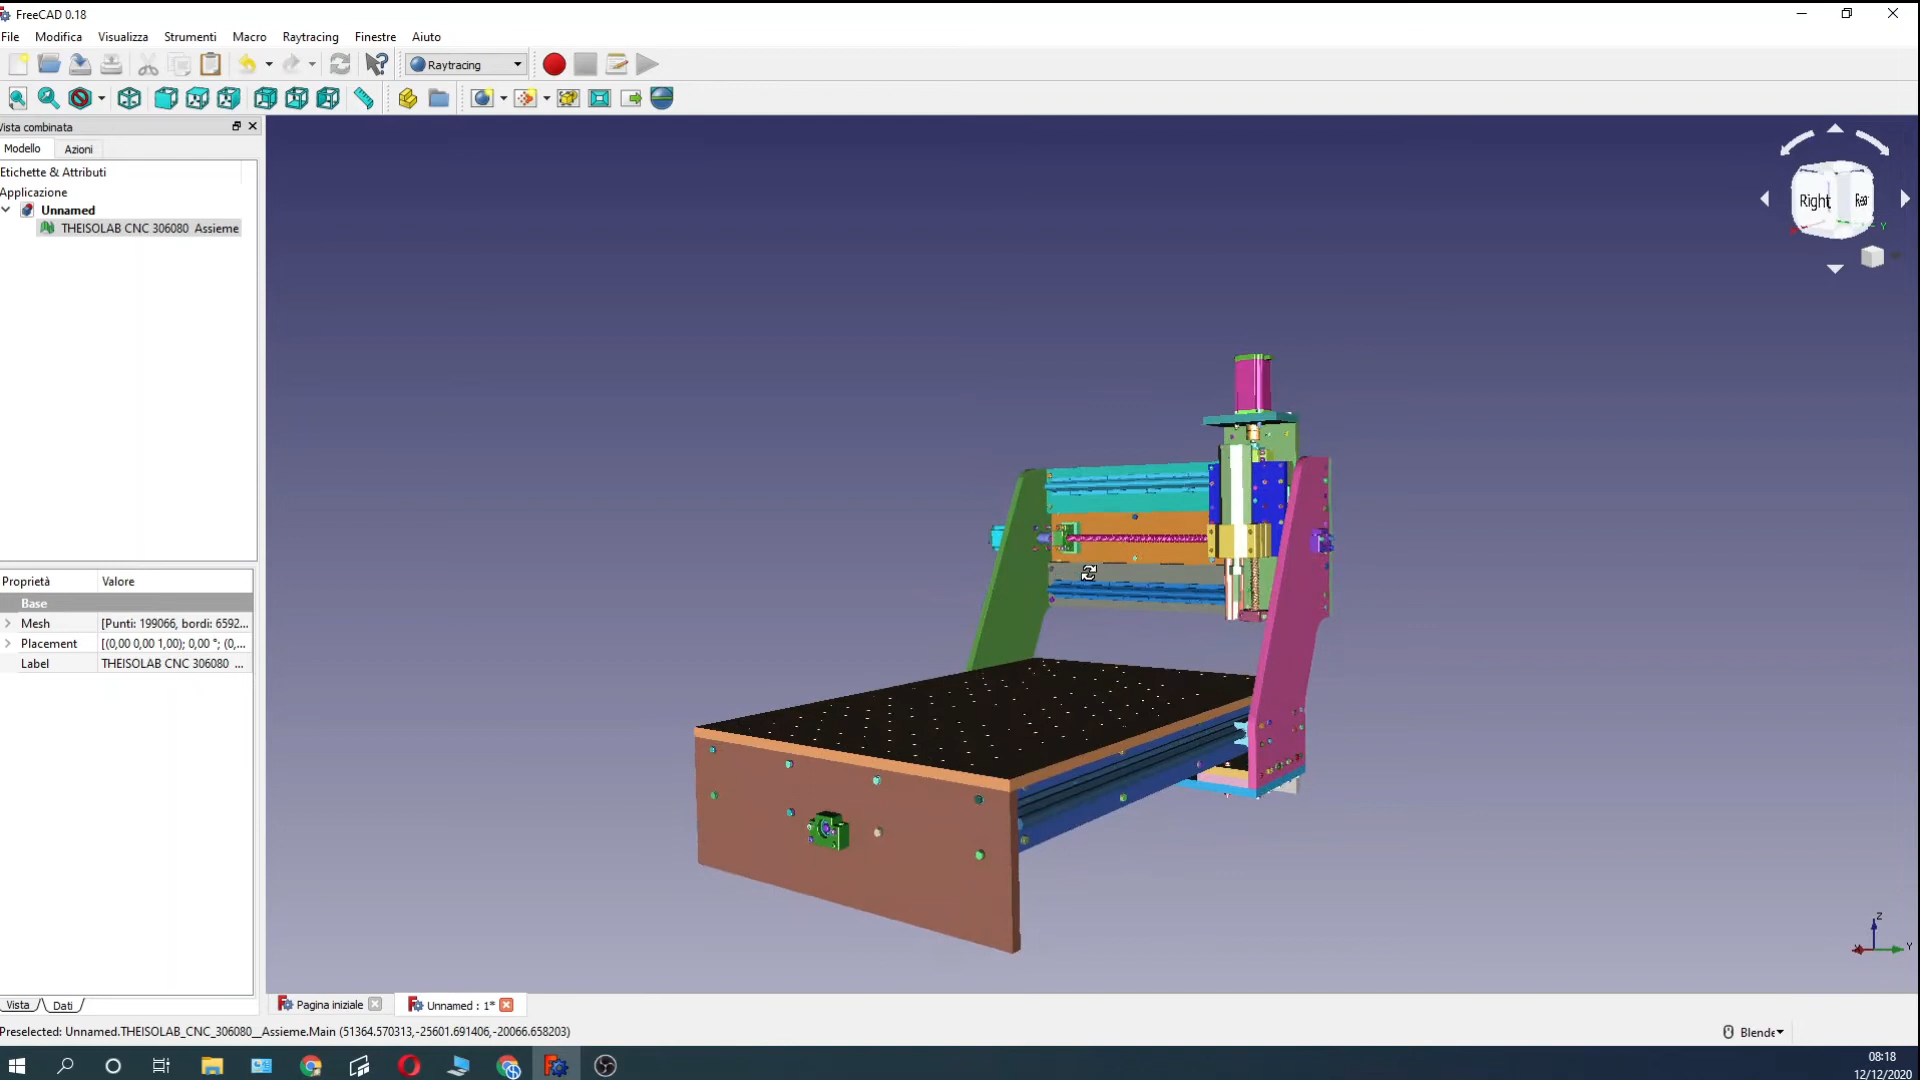 FreeCAD 0.18
File Modifica Visualizza Strumenti Macro Raytracing Finestre Aiuto
Raytracing
Vista combinata
Modello Azioni
Etichette & Attributi
Applicazione
Unnamed
THEISOLAB CNC 306080 Assieme
Proprietà Valore
Base
Mesh [Punti: 199066, bordi: 6592...
Placement [(0,00 0,00 1,00); 0,00 °; (0,...
Label THEISOLAB CNC 306080 ...
Vista Dati
Right Rea
Y
Z
Y
Pagina iniziale Unnamed : 1*
Preselected: Unnamed.THEISOLAB_CNC_306080__Assieme.Main (51364.570313,-25601.691406,-20066.658203)
Blende
08:18
12/12/2020